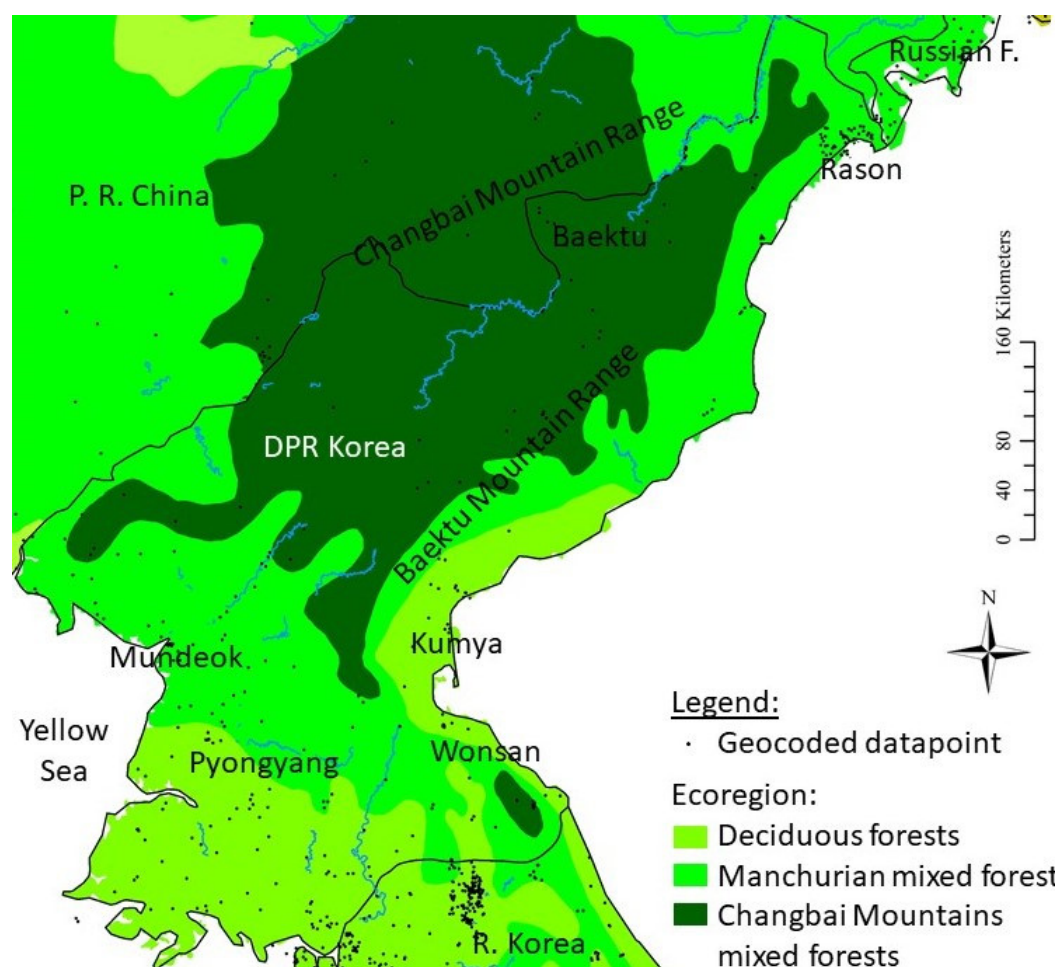 Russian F.
Rason
P. R. China
Changbai Mountain Range
Baektu
160 Kilometers
80
40
0
DPR Korea
Baektu Mountain Range
N
Kumya
Mundeok
Yellow
Sea
Pyongyang
Wonsan
R. Korea
Legend:
Geocoded datapoint
Ecoregion:
Deciduous forests
Manchurian mixed forest
Changbai Mountains
mixed forests